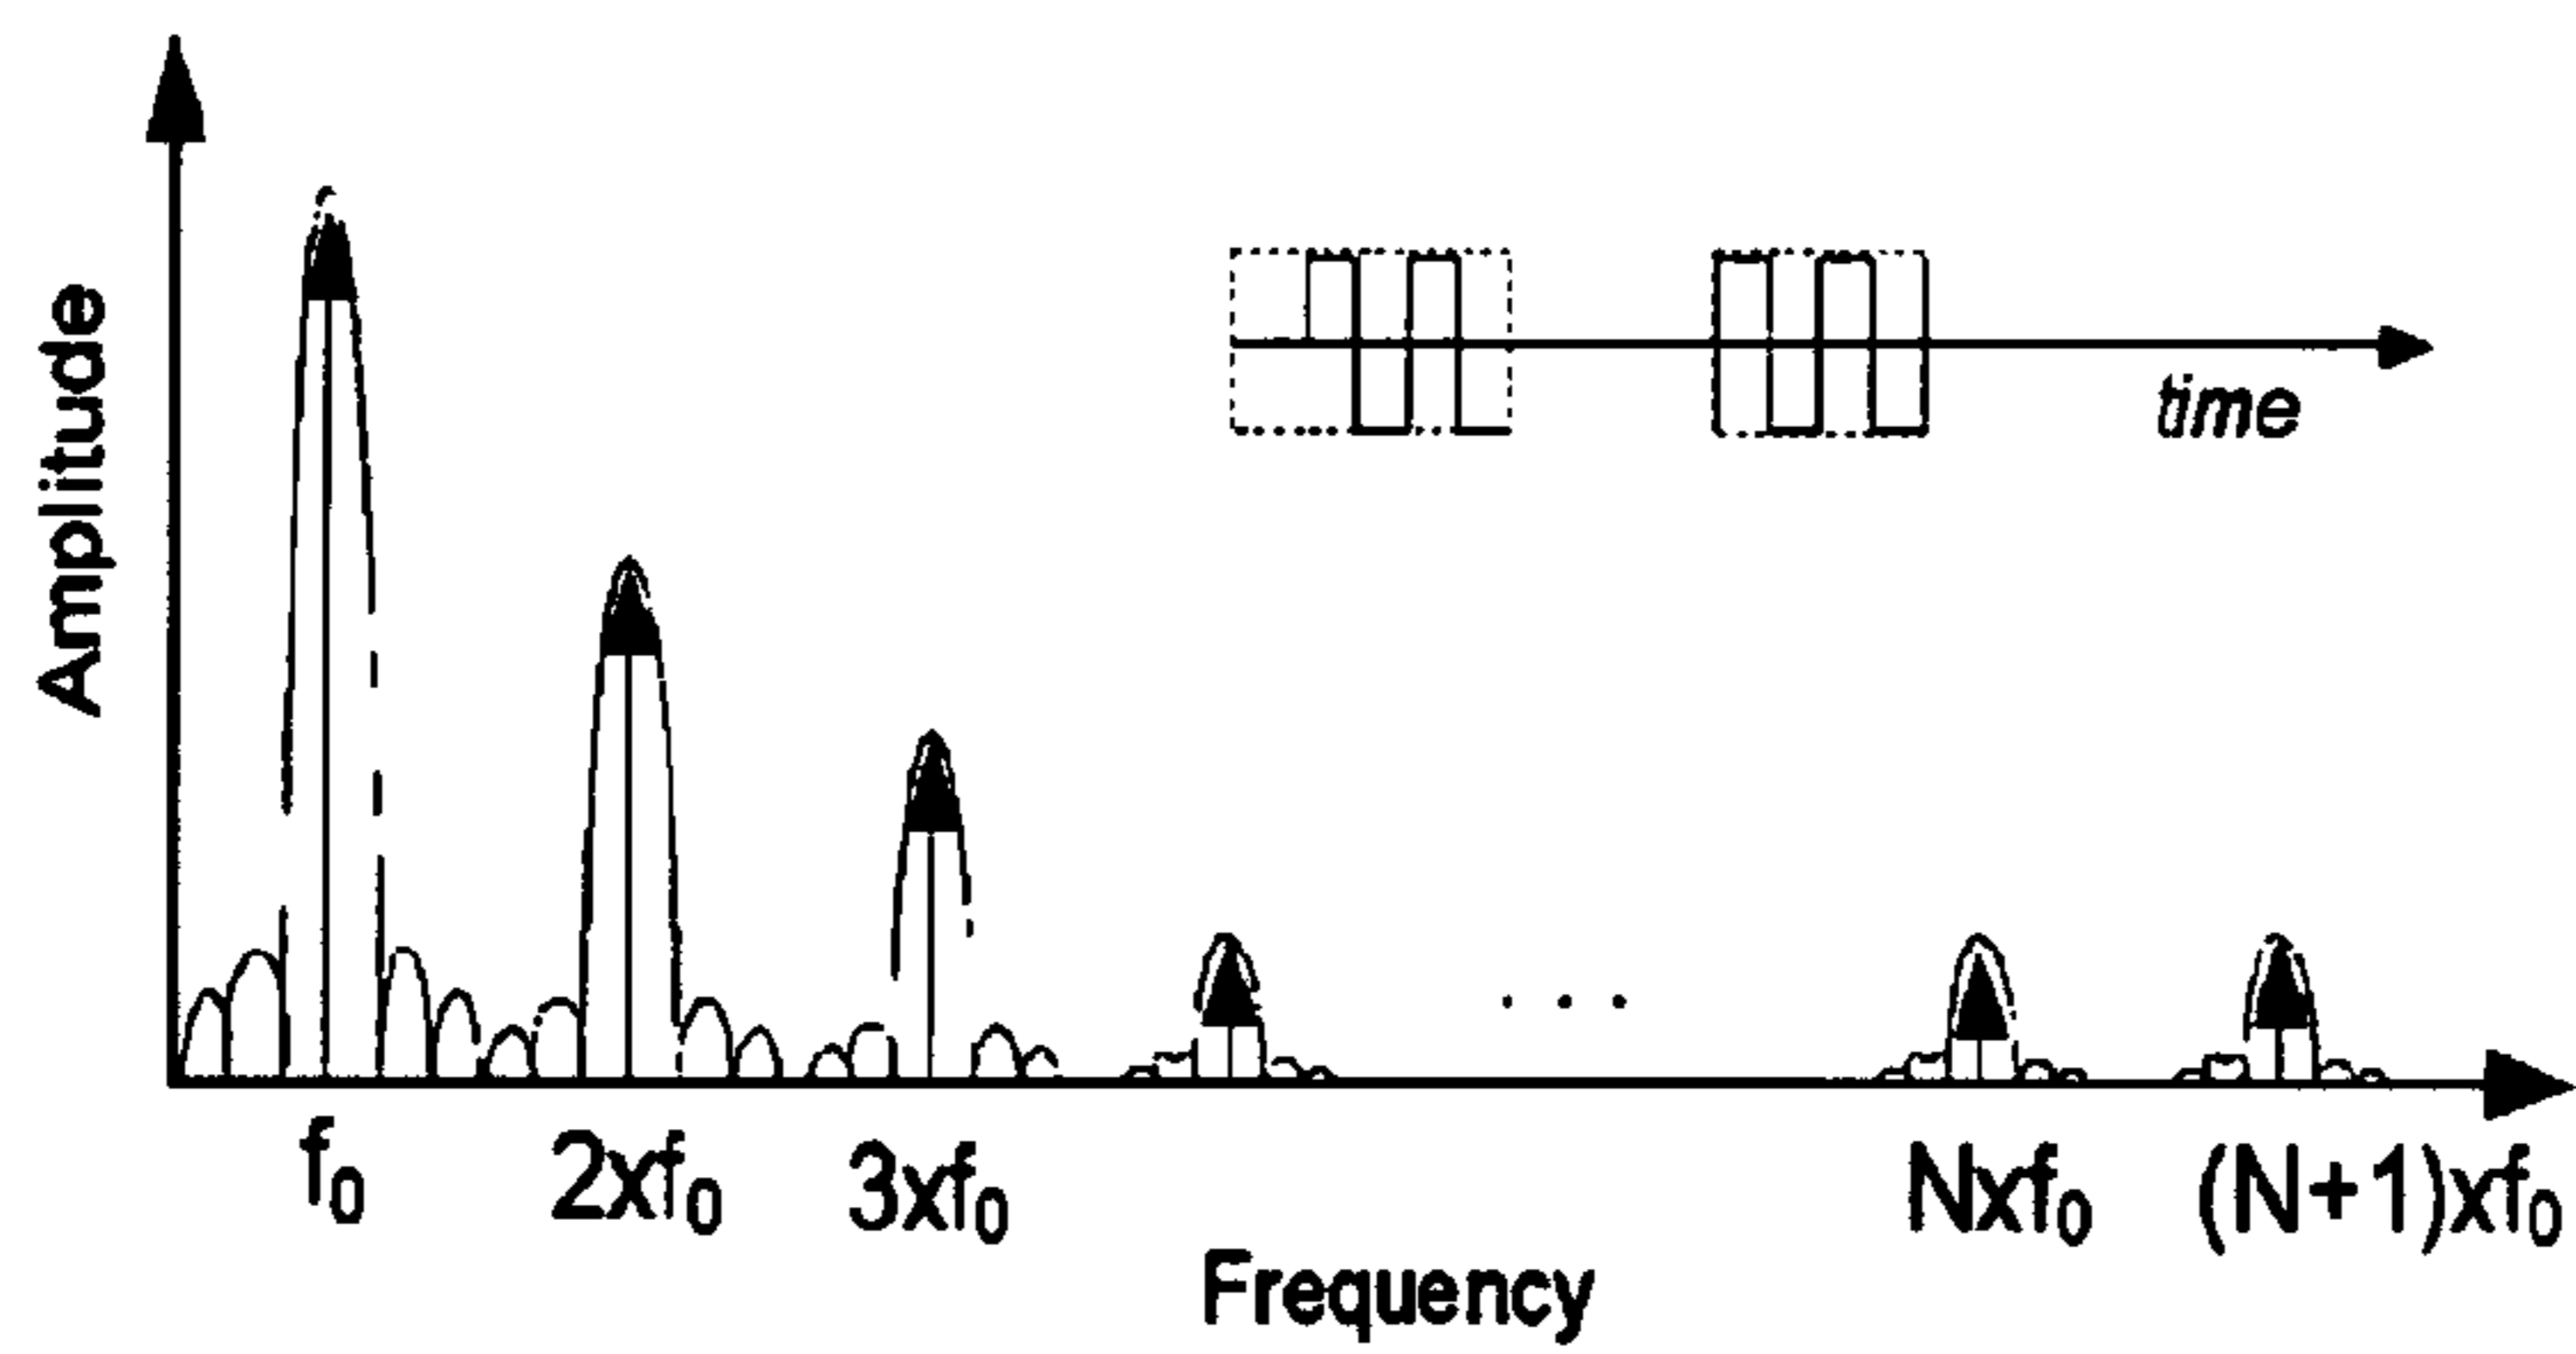 Amplitude
time
f₀ 2xf₀ 3xf₀ . . . Nxf₀ (N+1)xf₀
Frequency